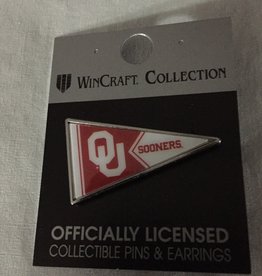 WINCRAFT. COLLECTION
OU
SOONERS
OFFICIALLY LICENSED
COLLECTIBLE PINS & EARRINGS